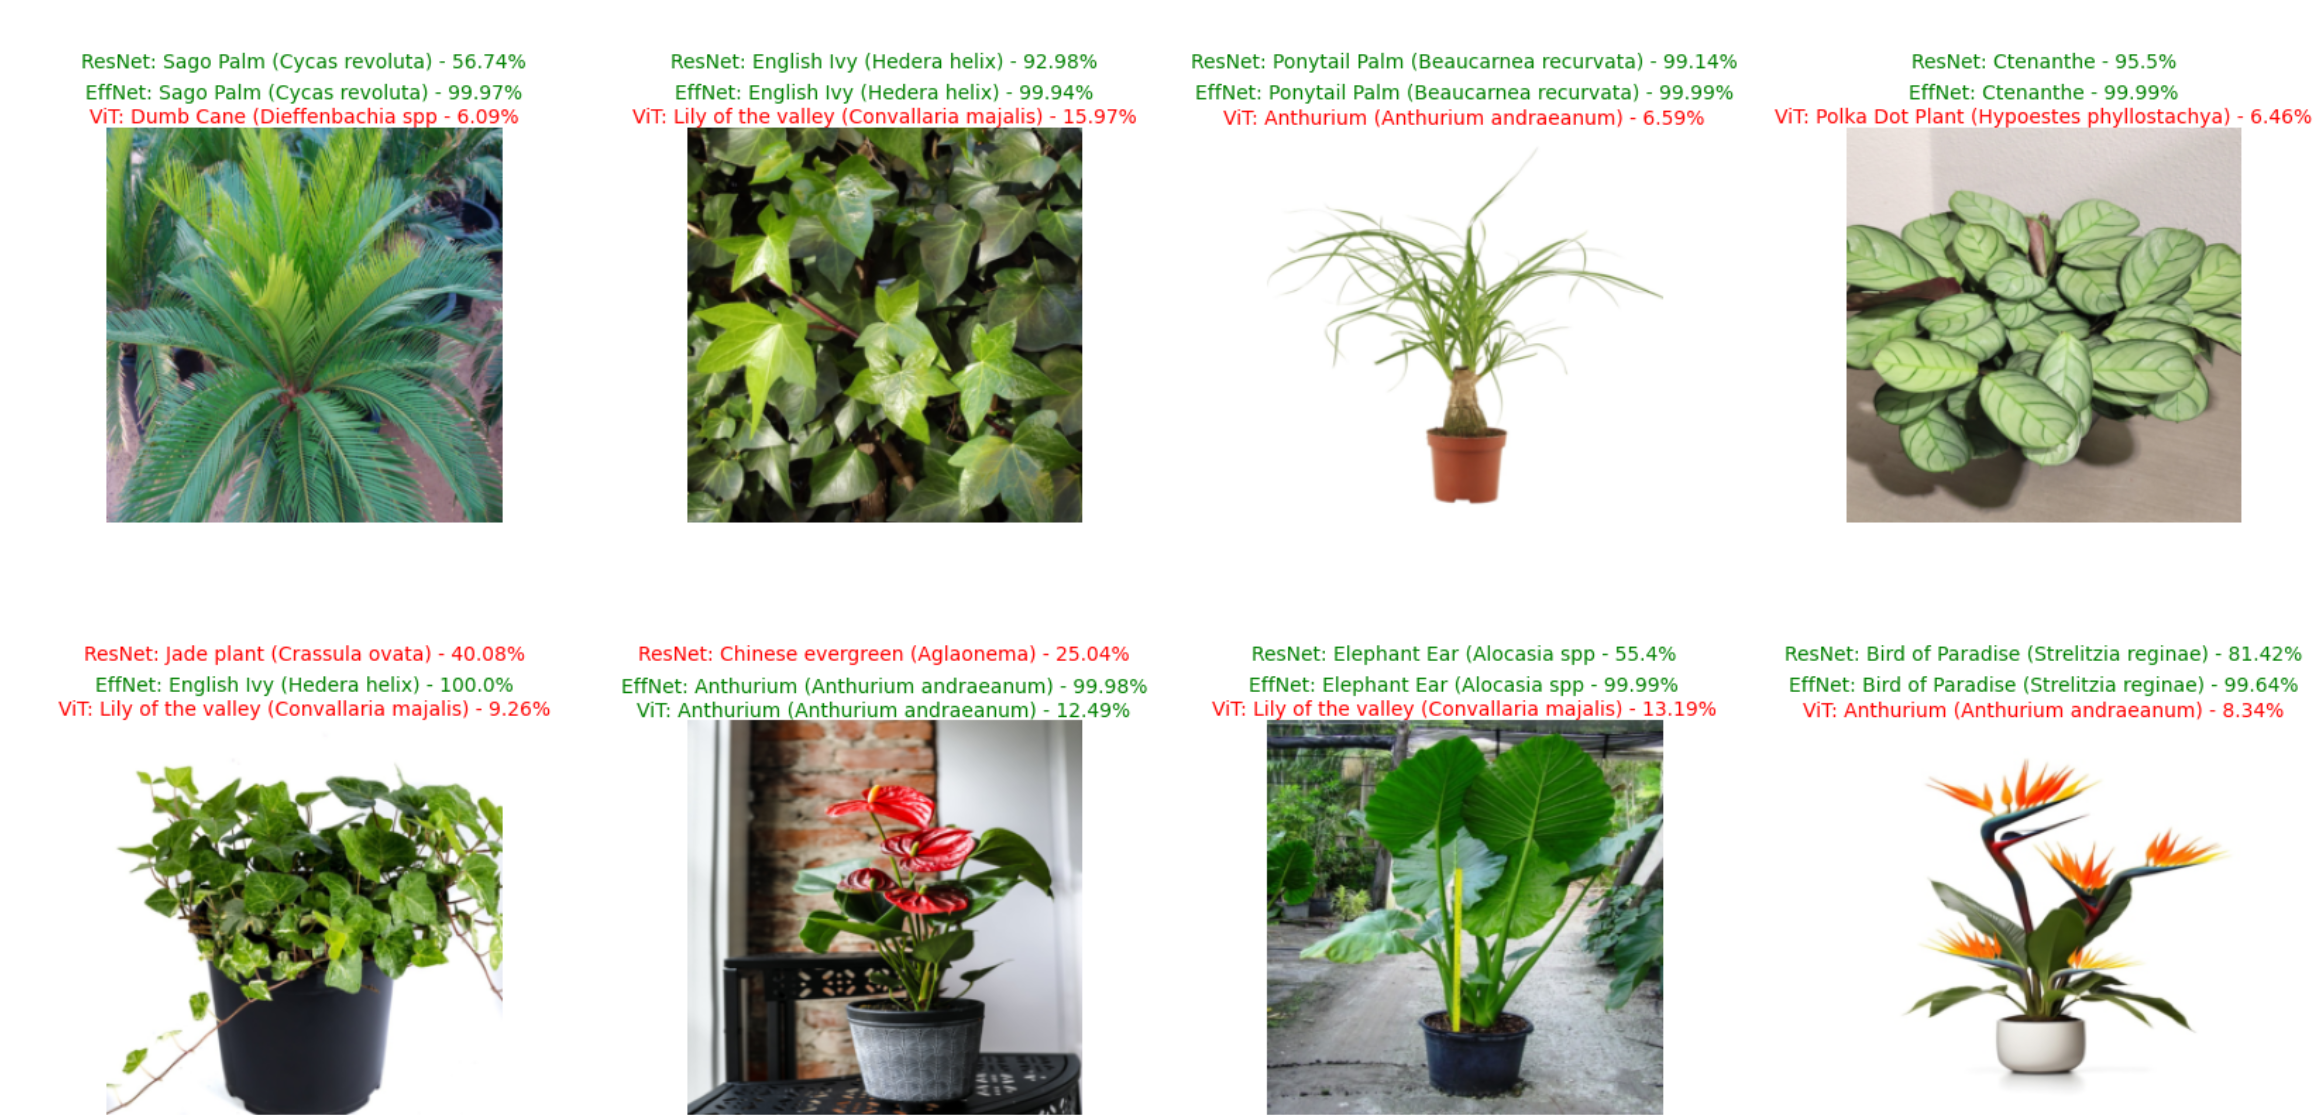 ResNet: Sago Palm (Cycas revoluta) - 56.74%
EffNet: Sago Palm (Cycas revoluta) - 99.97%
ViT: Dumb Cane (Dieffenbachia spp - 6.09%
ResNet: English Ivy (Hedera helix) - 92.98%
EffNet: English Ivy (Hedera helix) - 99.94%
ViT: Lily of the valley (Convallaria majalis) - 15.97%
ResNet: Ponytail Palm (Beaucarnea recurvata) - 99.14%
EffNet: Ponytail Palm (Beaucarnea recurvata) - 99.99%
ViT: Anthurium (Anthurium andraeanum) - 6.59%
ResNet: Ctenanthe - 95.5%
EffNet: Ctenanthe - 99.99%
ViT: Polka Dot Plant (Hypoestes phyllostachya) - 6.46%
ResNet: Jade plant (Crassula ovata) - 40.08%
EffNet: English Ivy (Hedera helix) - 100.0%
ViT: Lily of the valley (Convallaria majalis) - 9.26%
ResNet: Chinese evergreen (Aglaonema) - 25.04%
EffNet: Anthurium (Anthurium andraeanum) - 99.98%
ViT: Anthurium (Anthurium andraeanum) - 12.49%
ResNet: Elephant Ear (Alocasia spp - 55.4%
EffNet: Elephant Ear (Alocasia spp - 99.99%
ViT: Lily of the valley (Convallaria majalis) - 13.19%
ResNet: Bird of Paradise (Strelitzia reginae) - 81.42%
EffNet: Bird of Paradise (Strelitzia reginae) - 99.64%
ViT: Anthurium (Anthurium andraeanum) - 8.34%